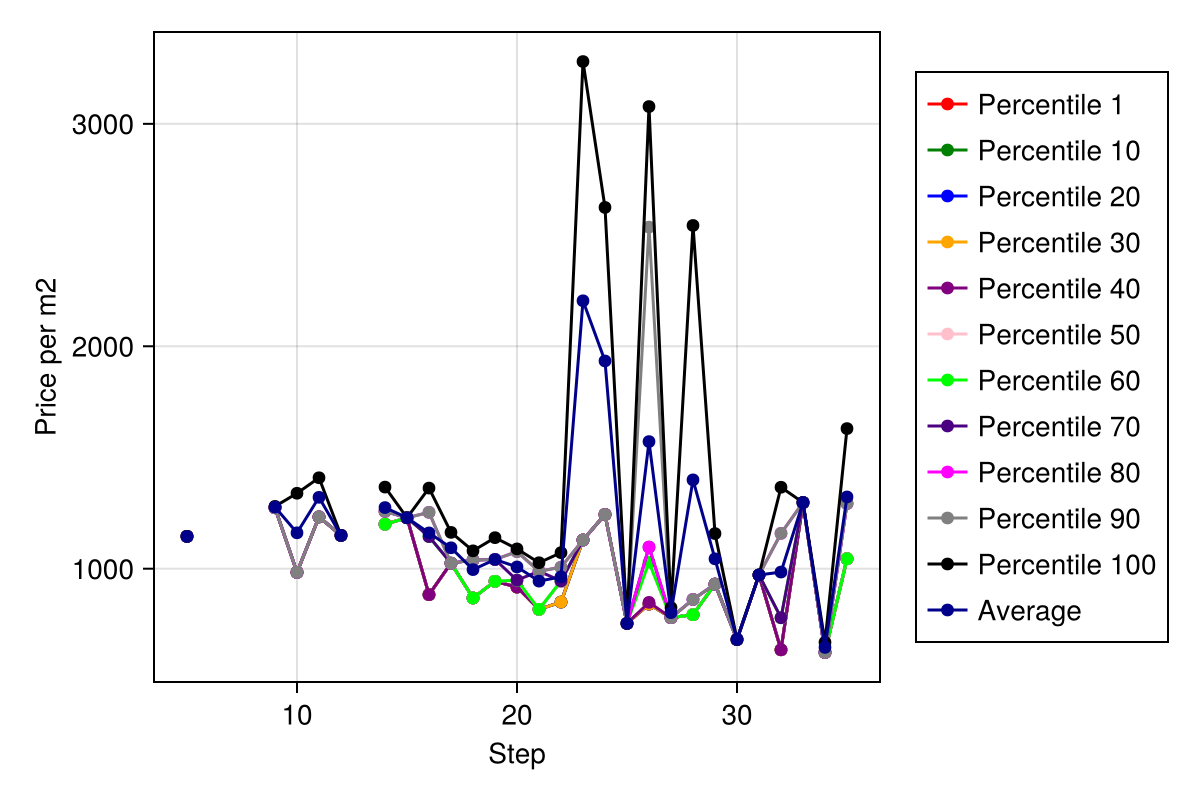 3000
2000
1000
Price per m2
10
20
30
Step
Percentile 1
Percentile 10
Percentile 20
Percentile 30
Percentile 40
Percentile 50
Percentile 60
Percentile 70
Percentile 80
Percentile 90
Percentile 100
Average